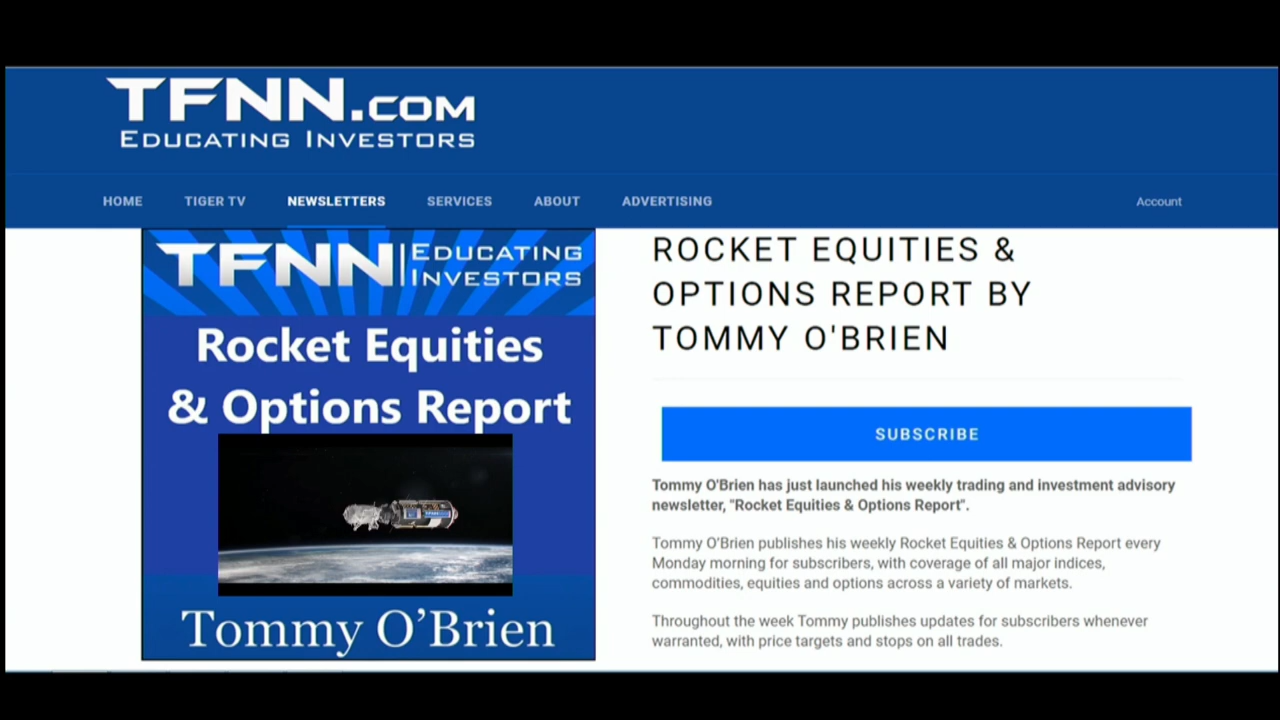 TFNN.COM
EDUCATING INVESTORS
HOME
TIGER TV
NEWSLETTERS
SERVICES
ABOUT
ADVERTISING
Account
TFNN | EDUCATING
INVESTORS
Rocket Equities
& Options Report
Tommy O’Brien
ROCKET EQUITIES &
OPTIONS REPORT BY
TOMMY O'BRIEN
SUBSCRIBE
Tommy O'Brien has just launched his weekly trading and investment advisory
newsletter, "Rocket Equities & Options Report".
Tommy O'Brien publishes his weekly Rocket Equities & Options Report every
Monday morning for subscribers, with coverage of all major indices,
commodities, equities and options across a variety of markets.
Throughout the week Tommy publishes updates for subscribers whenever
warranted, with price targets and stops on all trades.